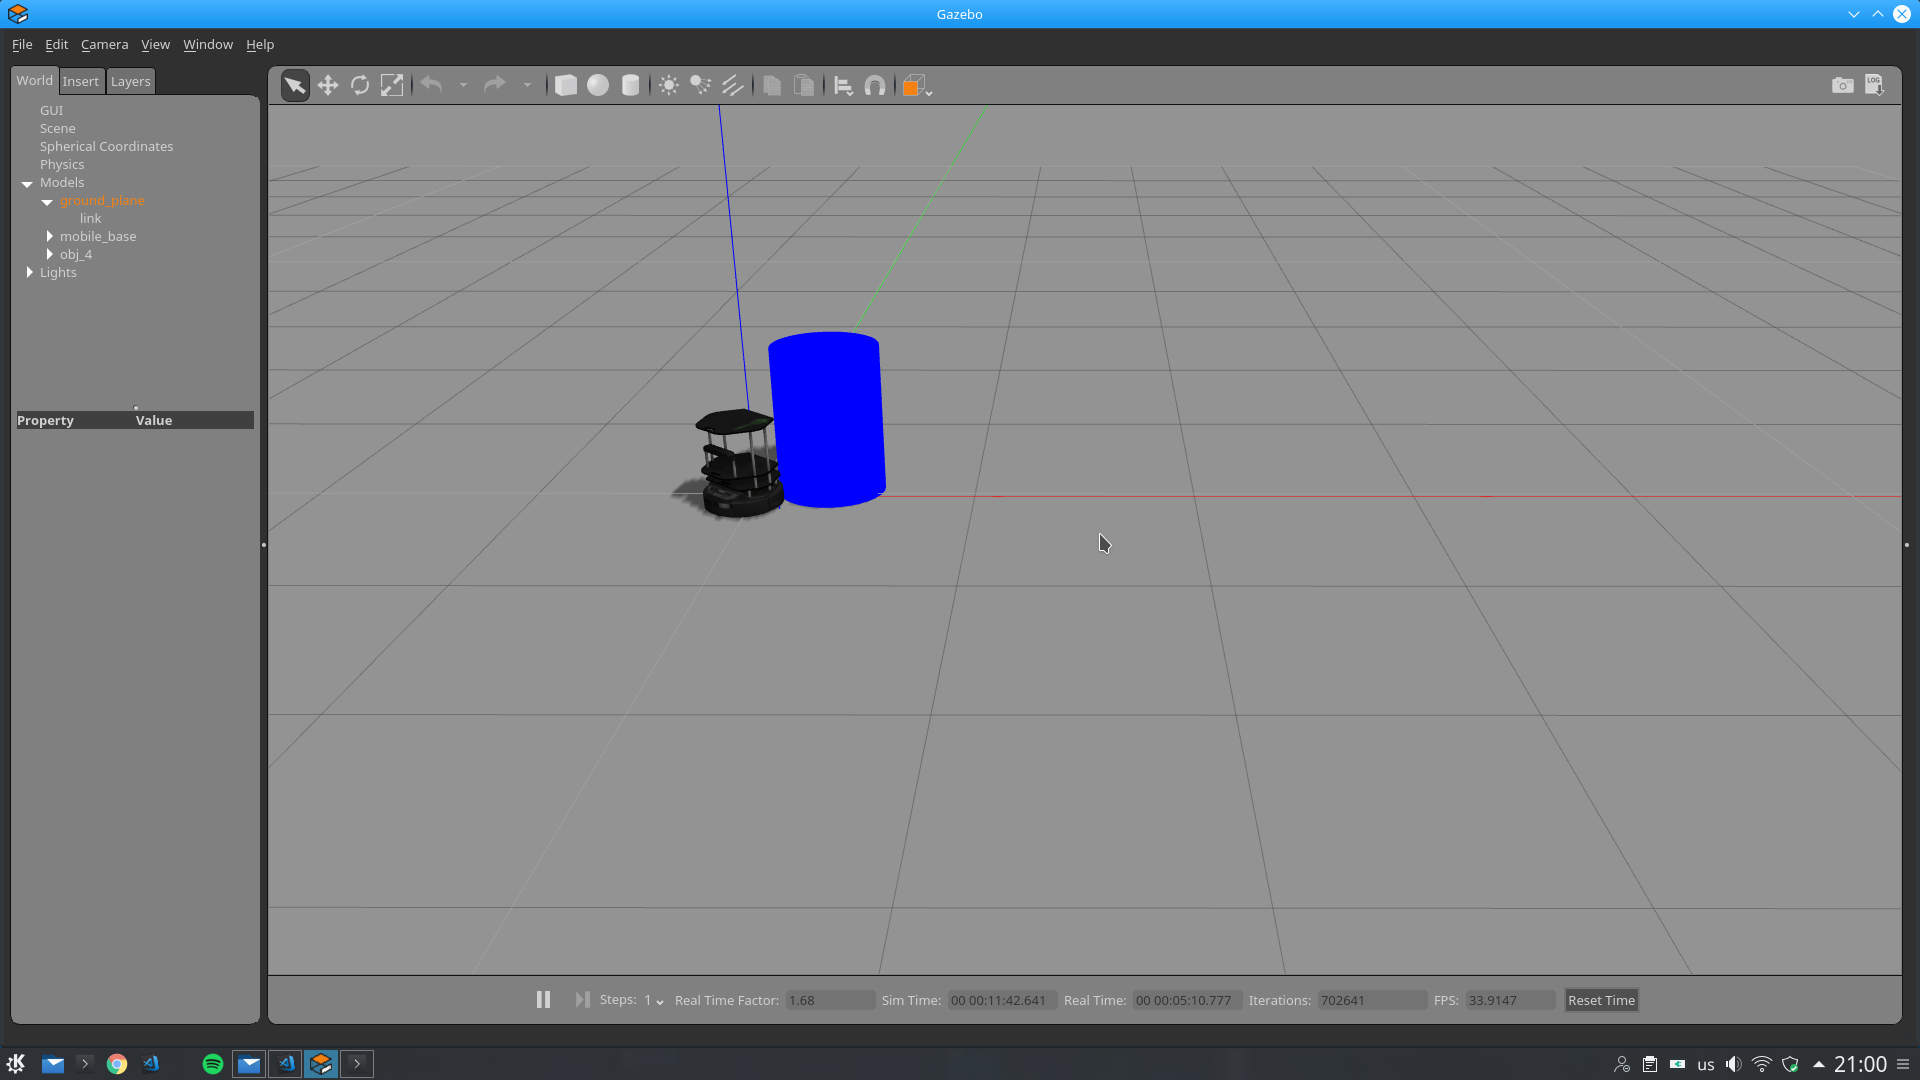 Gazebo
File Edit Camera View Window Help
World Insert Layers
LOG
GUI
Scene
Spherical Coordinates
Physics
Models
ground_plane
link
mobile_base
obj_4
Lights
Property Value
Steps: 1 Real Time Factor: 1.68 Sim Time: 00 00:11:42.641 Real Time: 00 00:05:10.777 Iterations: 702641 FPS: 33.9147 Reset Time
us 21:00